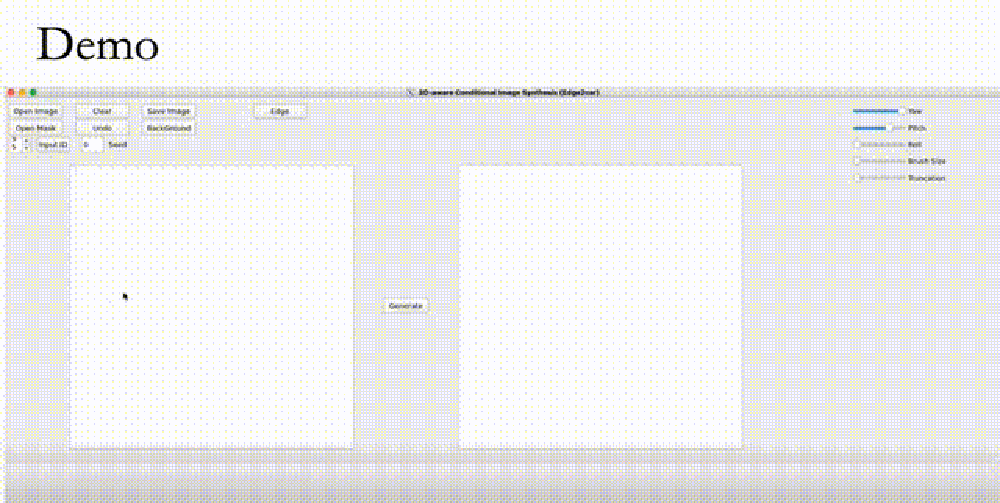 Demo
3D-aware Conditional Image Synthesis (Edge2car)
Open Image Clear Save Image Edge
Open Mask Undo BackGround
5 Input ID 0 Seed
Yaw
Pitch
Roll
Brush Size
Truncation
Generate